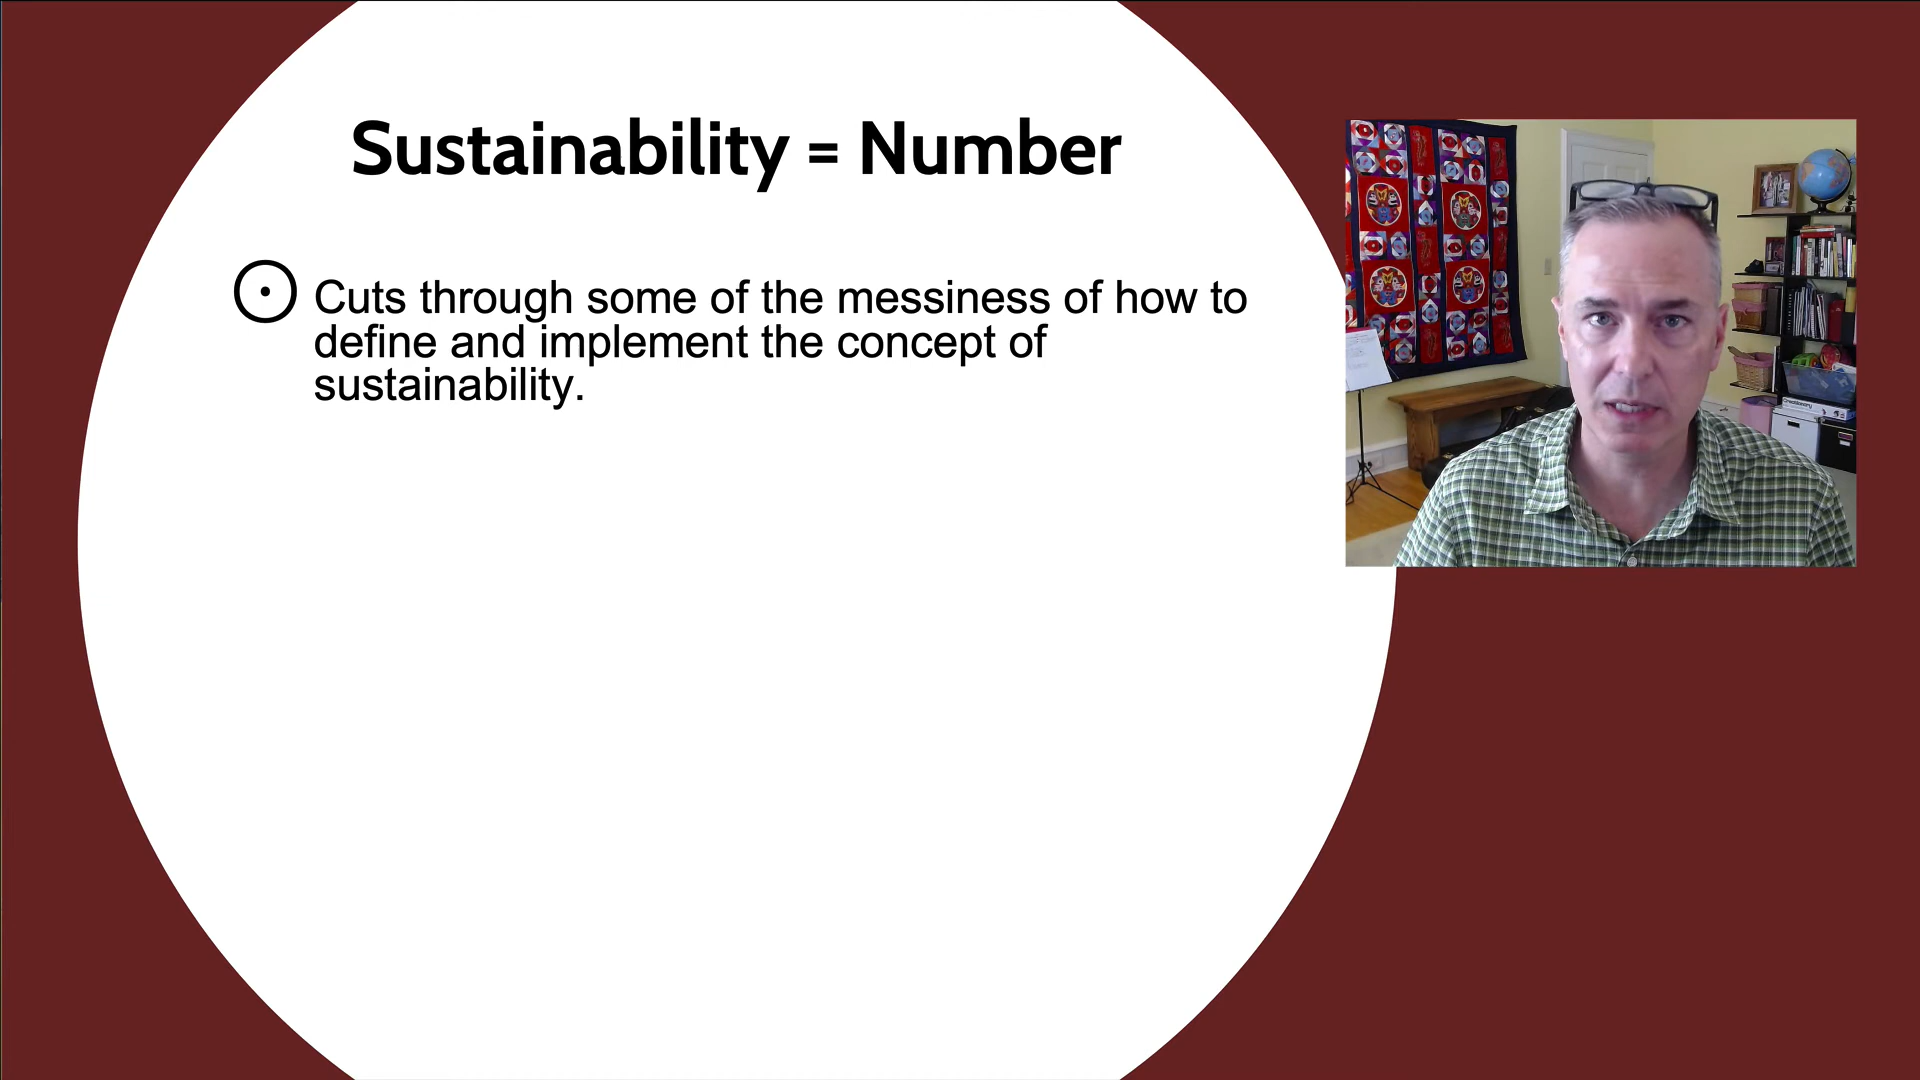 Sustainability = Number
Cuts through some of the messiness of how to
define and implement the concept of
sustainability.